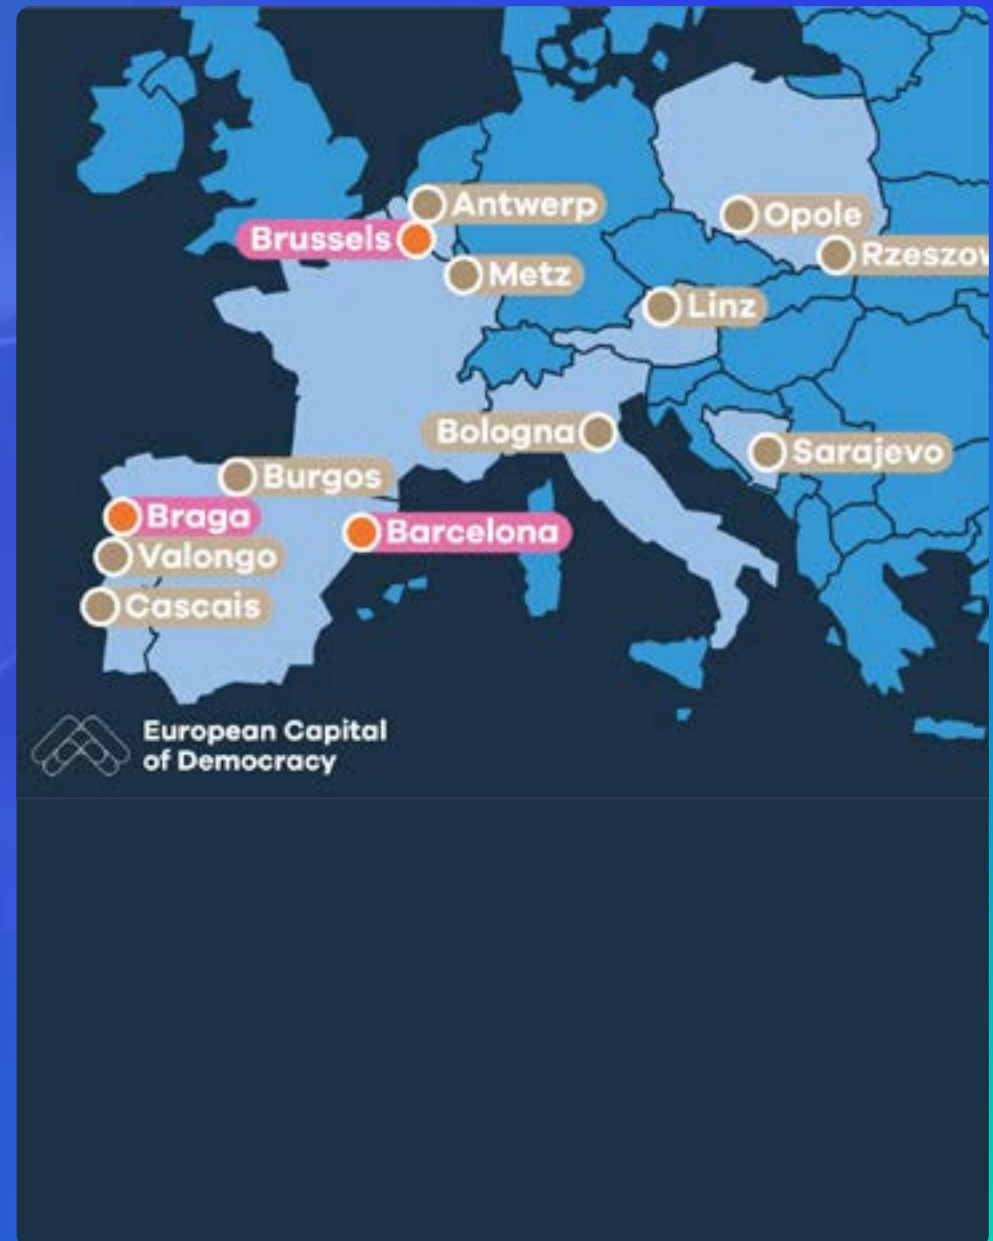 Antwerp
Opole
Brussels
Rzeszow
Metz
Linz
Bologna
Sarajevo
Burgos
Braga
Barcelona
Valongo
Cascais
European Capital
of Democracy